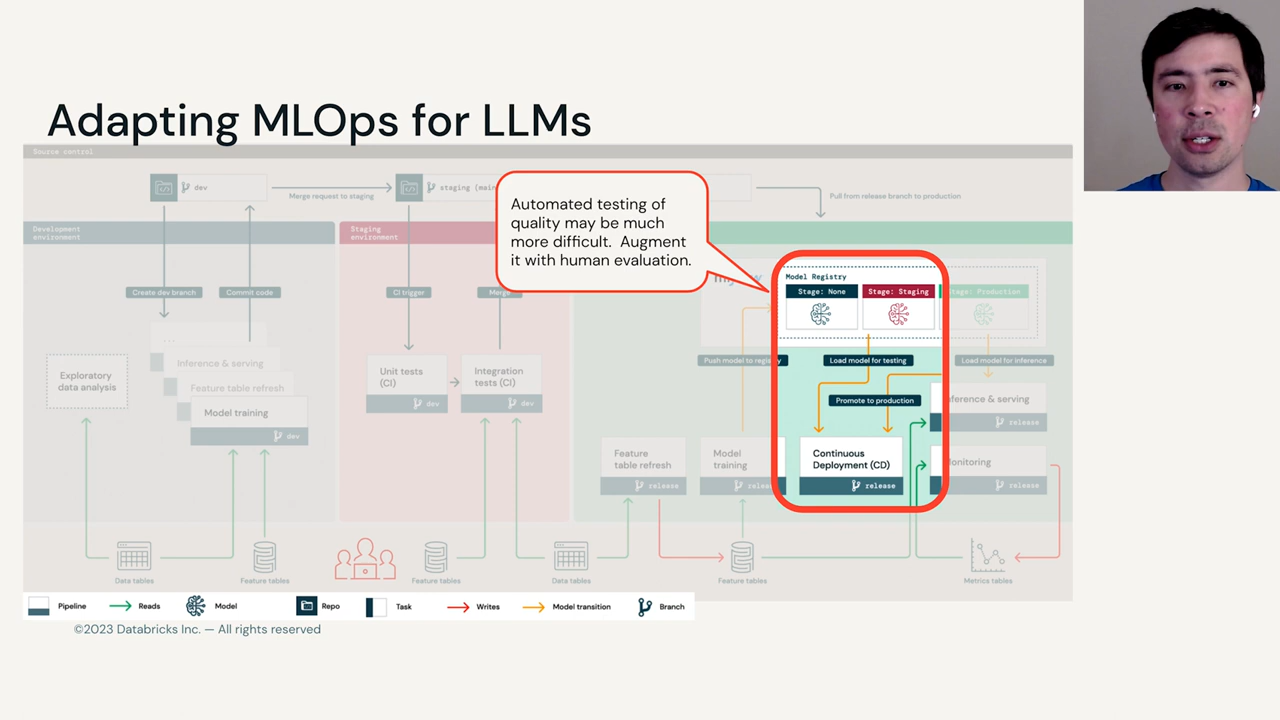 Adapting MLOps for LLMs
Source control
dev
Merge request to staging
staging (main
Pull from release branch to production
Automated testing of
quality may be much
more difficult. Augment
it with human evaluation.
Development
environment
Staging
environment
Create dev branch
Commit code
CI trigger
Merge
Model Registry
Stage: None
Stage: Staging
Stage: Production
Push model to registry
Load model for testing
Load model for inference
Promote to production
...
Inference & serving
Feature table refresh
Model training
dev
Exploratory
data analysis
Unit tests
(CI)
dev
Integration
tests (CI)
dev
Feature
table refresh
release
Model
training
release
Continuous
Deployment (CD)
release
Inference & serving
release
Monitoring
release
Data tables
Feature tables
Feature tables
Data tables
Feature tables
Metrics tables
Pipeline
Reads
Model
Repo
Task
Writes
Model transition
Branch
©2023 Databricks Inc. — All rights reserved